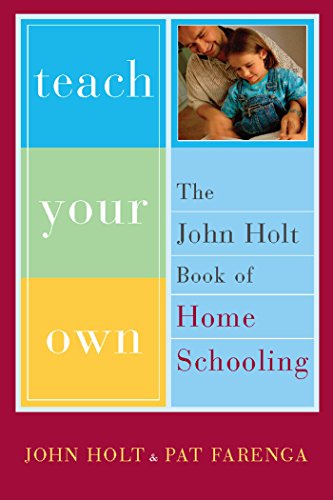 teach
your
own
The
John Holt
Book of
Home
Schooling
JOHN HOLT & PAT FARENGA